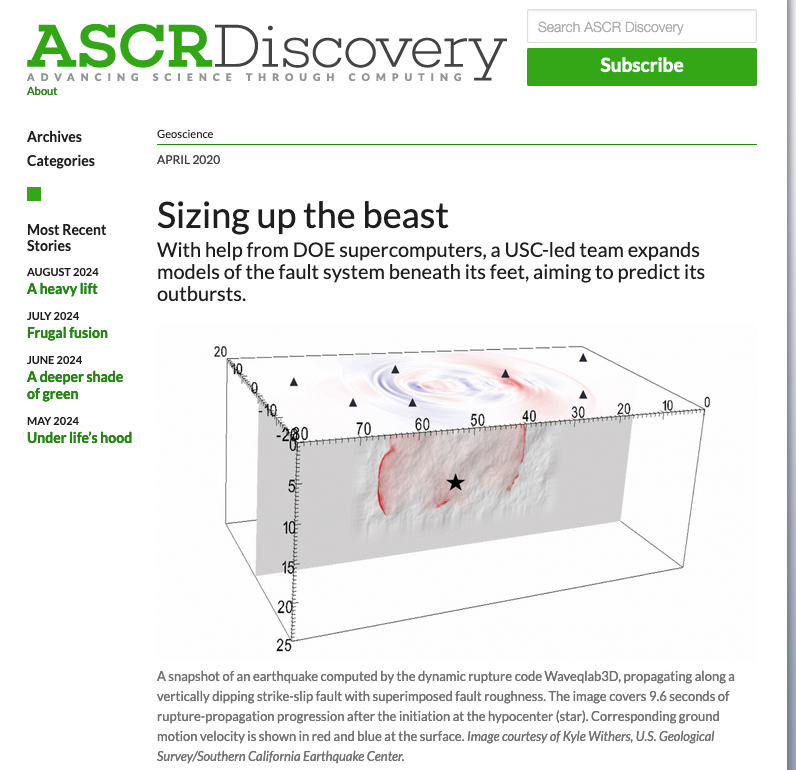 ASCRDiscovery
ADVANCING SCIENCE THROUGH COMPUTING
About
Search ASCR Discovery
Subscribe
Archives
Categories
Most Recent
Stories
AUGUST 2024
A heavy lift
JULY 2024
Frugal fusion
JUNE 2024
A deeper shade
of green
MAY 2024
Under life's hood
Geoscience
APRIL 2020
Sizing up the beast
With help from DOE supercomputers, a USC-led team expands
models of the fault system beneath its feet, aiming to predict its
outbursts.
20
10
0
-10
-20
80 70 60 50 40 30 20 10 0
0
5
10
15
20
25
A snapshot of an earthquake computed by the dynamic rupture code Waveqlab3D, propagating along a
vertically dipping strike-slip fault with superimposed fault roughness. The image covers 9.6 seconds of
rupture-propagation progression after the initiation at the hypocenter (star). Corresponding ground
motion velocity is shown in red and blue at the surface. Image courtesy of Kyle Withers, U.S. Geological
Survey/Southern California Earthquake Center.